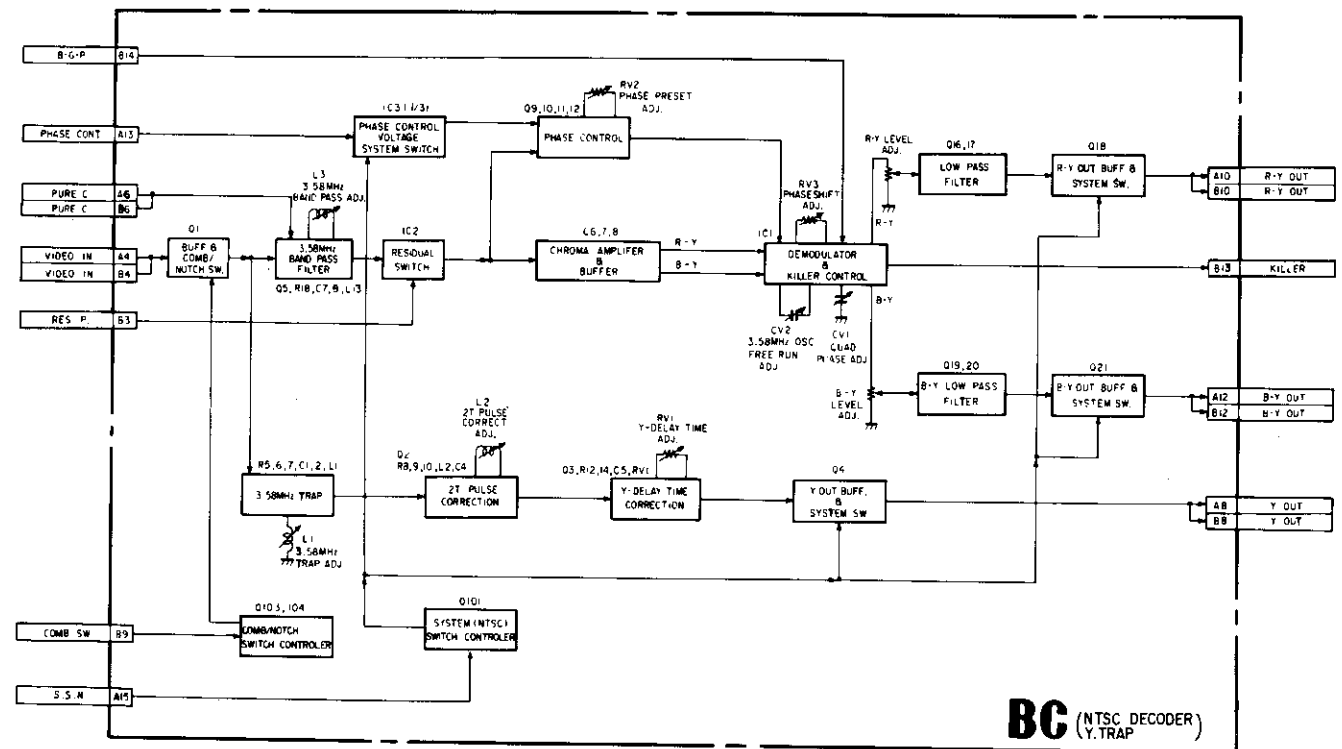 B-G-P B14
PHASE CONT A13
PURE C A6
PURE C B6
VIDEO IN A4
VIDEO IN B4
RES P. B3
COMB SW B9
S.S.N A15
Q1
BUFF &
COMB/
NOTCH SW.
L3
3.58MHz
BAND PASS ADJ.
3.58MHz
BAND PASS
FILTER
Q5, R18, C7, 9, L13
IC3(1/3)
PHASE CONTROL
VOLTAGE
SYSTEM SWITCH
IC2
RESIDUAL
SWITCH
Q9,10,11,12
RV2
PHASE PRESET
ADJ.
PHASE CONTROL
C6,7,8
CHROMA AMPLIFER
&
BUFFER
R-Y
B-Y
RV3
PHASESHIFT
ADJ.
IC1
DEMODULATOR
&
KILLER CONTROL
CV2
3.58MHz OSC
FREE RUN
ADJ
CV1
QUAD
PHASE ADJ
R-Y LEVEL
ADJ.
R-Y
B-Y
B-Y
LEVEL
ADJ.
Q16,17
LOW PASS
FILTER
Q18
R-Y OUT BUFF &
SYSTEM SW.
Q19,20
B-Y LOW PASS
FILTER
Q21
B-Y OUT BUFF &
SYSTEM SW.
A10 R-Y OUT
B10 R-Y OUT
B13 KILLER
A12 B-Y OUT
B12 B-Y OUT
A8 Y OUT
B8 Y OUT
R5,6,7,C1,2,L1
3.58MHz TRAP
L1
3.58MHz
TRAP ADJ
L2
2T PULSE
CORRECT
ADJ.
Q2
R8,9,10,L2,C4
2T PULSE
CORRECTION
RV1
Y-DELAY TIME
ADJ.
Q3,R12,14,C5,RV1
Y-DELAY TIME
CORRECTION
Q4
Y OUT BUFF.
&
SYSTEM SW
Q103,104
COMB/NOTCH
SWITCH CONTROLER
Q101
SYSTEM (NTSC)
SWITCH CONTROLER
BC (NTSC DECODER)
Y.TRAP